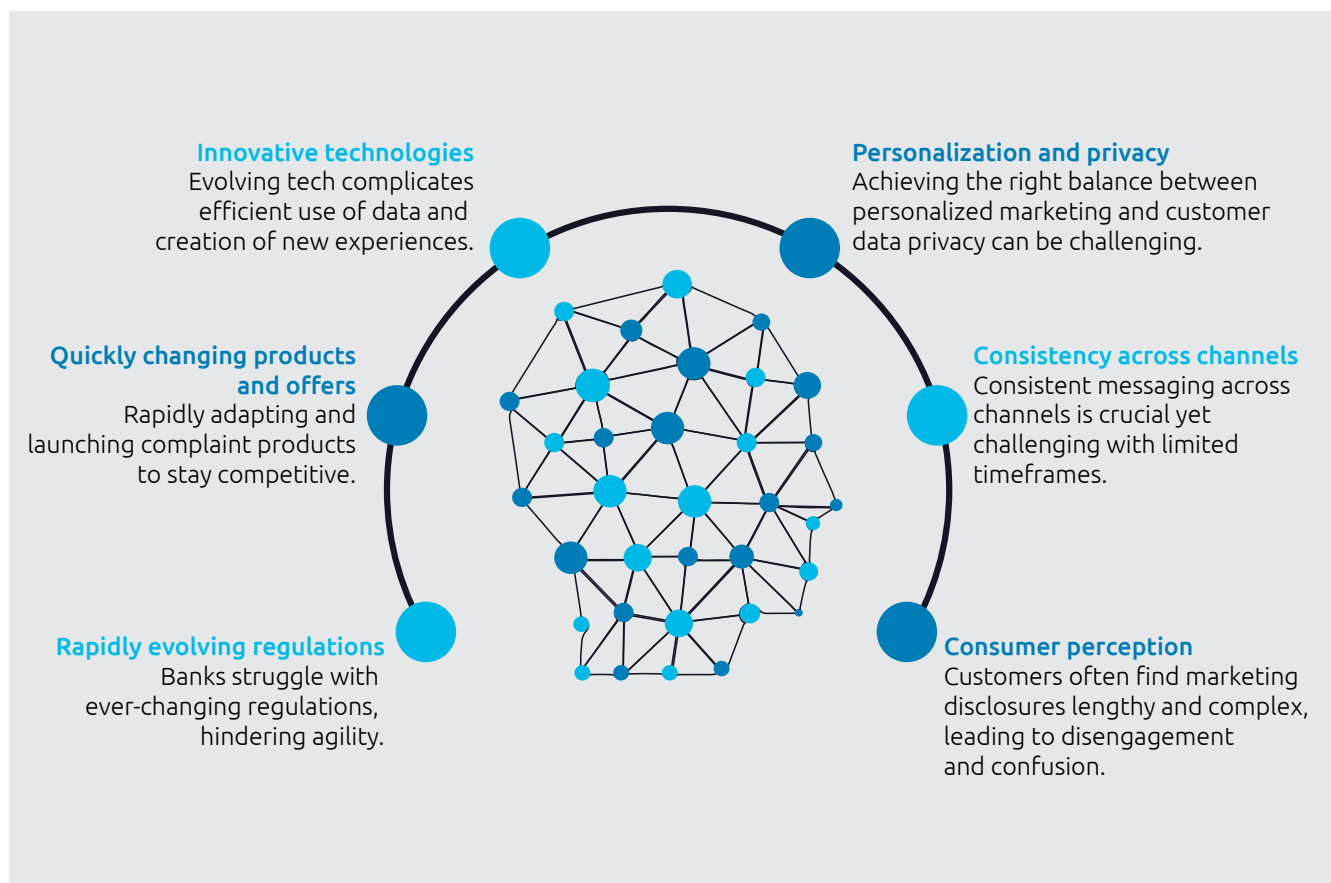 Innovative technologies
Evolving tech complicates
efficient use of data and
creation of new experiences.
Quickly changing products
and offers
Rapidly adapting and
launching complaint products
to stay competitive.
Rapidly evolving regulations
Banks struggle with
ever-changing regulations,
hindering agility.
Personalization and privacy
Achieving the right balance between
personalized marketing and customer
data privacy can be challenging.
Consistency across channels
Consistent messaging across
channels is crucial yet
challenging with limited
timeframes.
Consumer perception
Customers often find marketing
disclosures lengthy and complex,
leading to disengagement
and confusion.